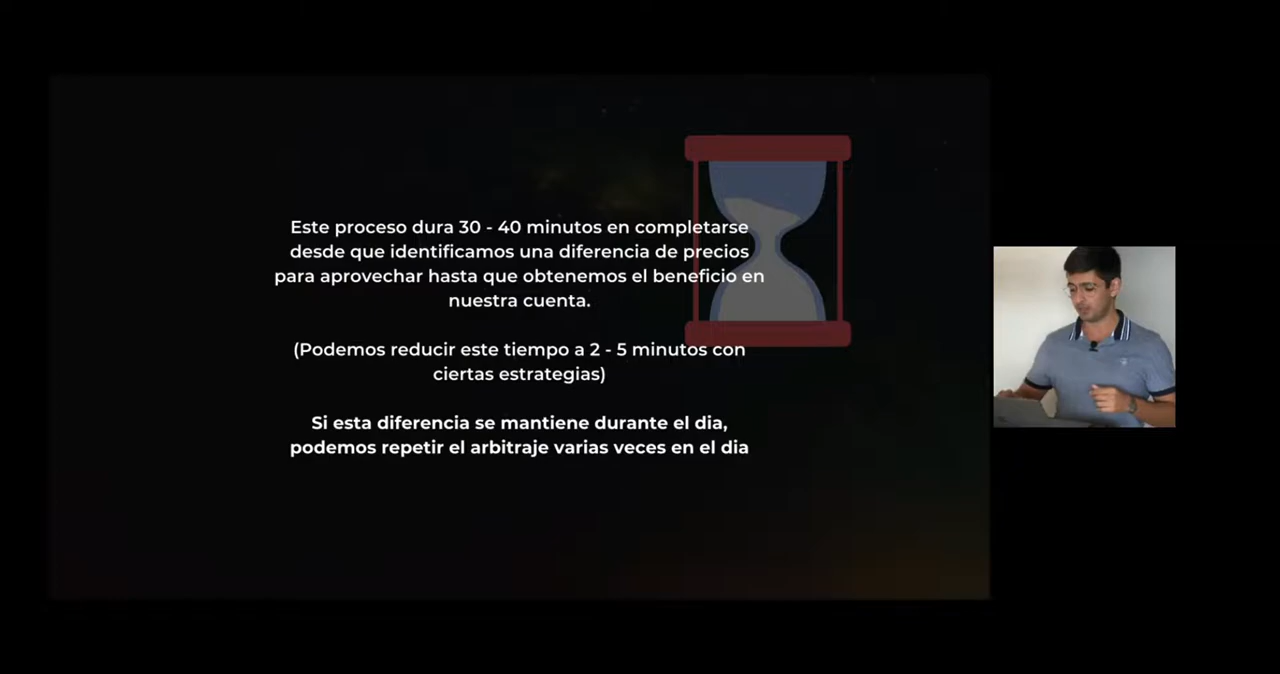 Este proceso dura 30 - 40 minutos en completarse
desde que identificamos una diferencia de precios
para aprovechar hasta que obtenemos el beneficio en
nuestra cuenta.
(Podemos reducir este tiempo a 2 - 5 minutos con
ciertas estrategias)
Si esta diferencia se mantiene durante el dia,
podemos repetir el arbitraje varias veces en el dia